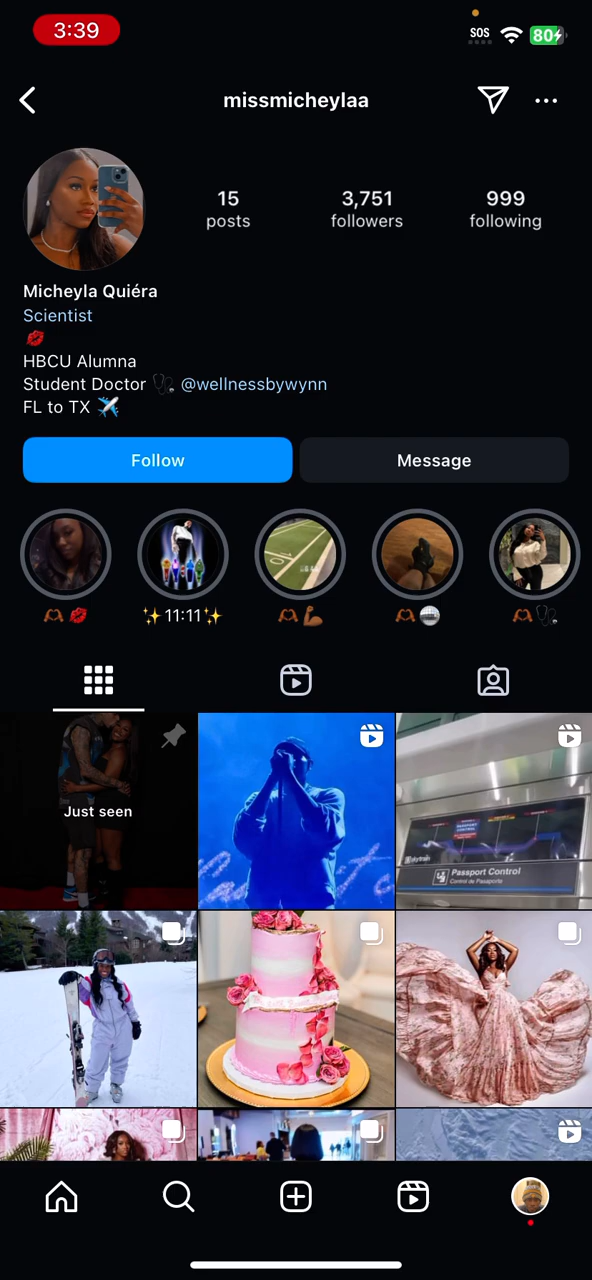 3:39
SOS
80
missmicheylaa
15
posts
3,751
followers
999
following
Micheyla Quiéra
Scientist
💋
HBCU Alumna
Student Doctor 🩺 @wellnessbywynn
FL to TX ✈️
Follow
Message
🫶🏾💋
✨11:11✨
🫶🏾💪🏾
🫶🏾🪩
🫶🏾🩺
Just seen
skytrain
Passport Control
Control de Pasaporte